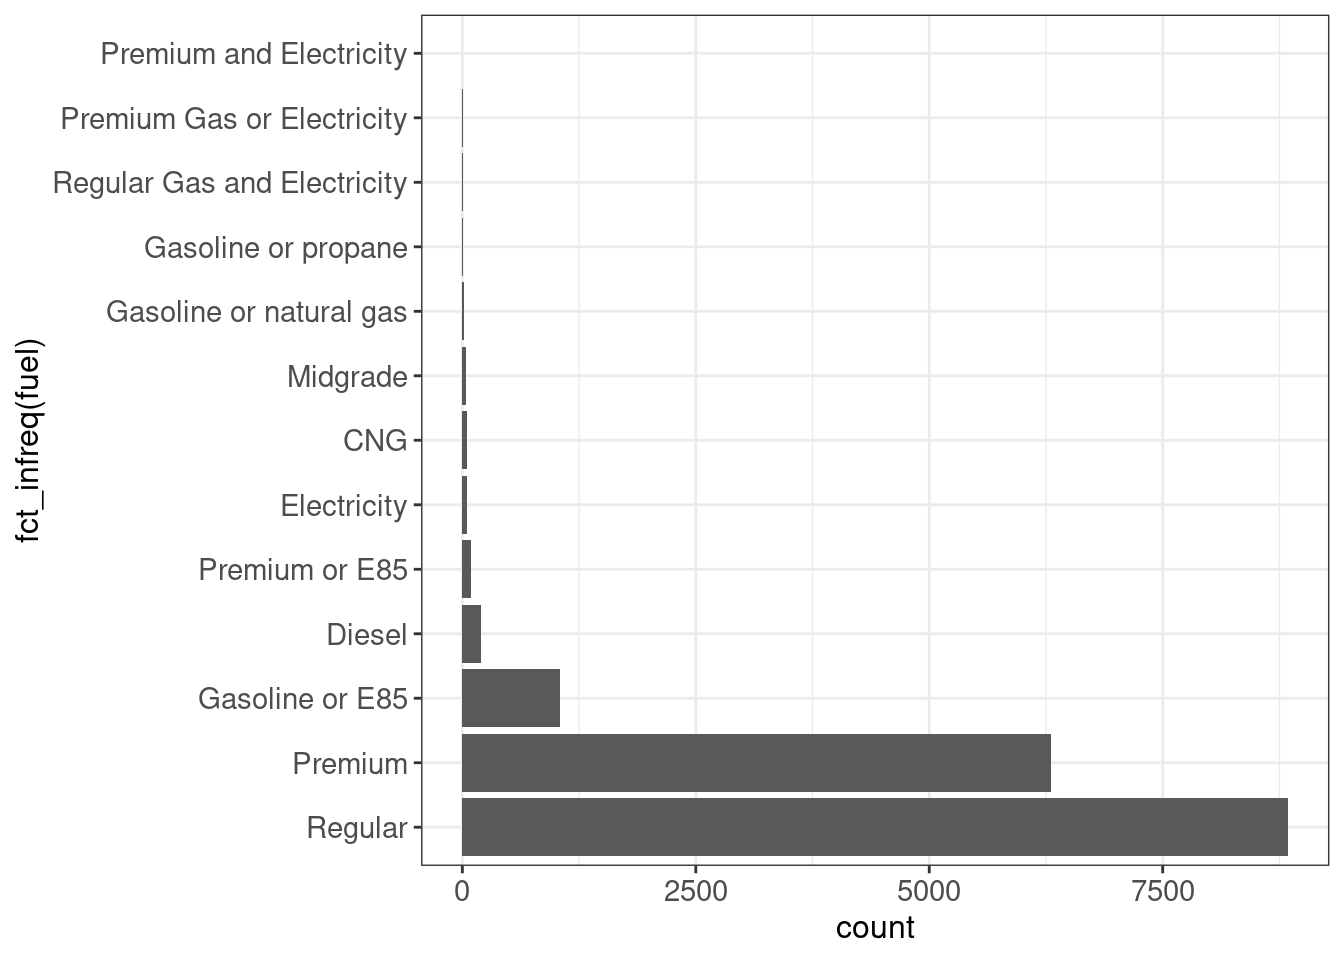 Premium and Electricity
Premium Gas or Electricity
Regular Gas and Electricity
Gasoline or propane
Gasoline or natural gas
Midgrade
CNG
Electricity
Premium or E85
Diesel
Gasoline or E85
Premium
Regular
fct_infreq(fuel)
0 2500 5000 7500
count